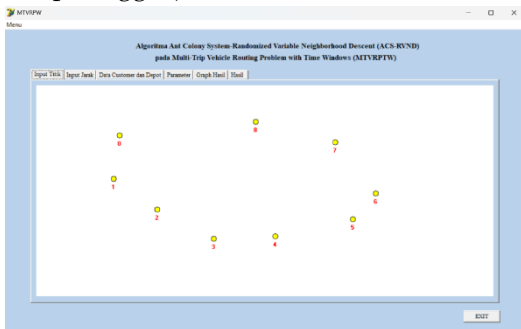 MTVRPW
Menu
Algoritma Ant Colony System-Randomized Variable Neighborhood Descent (ACS-RVND)
pada Multi-Trip Vehicle Routing Problem with Time Windows (MTVRPTW)
Input Titik Input Jarak Data Customer dan Depot Parameter Graph Hasil Hasil
8
0
7
1
6
2
5
3 4
EXIT